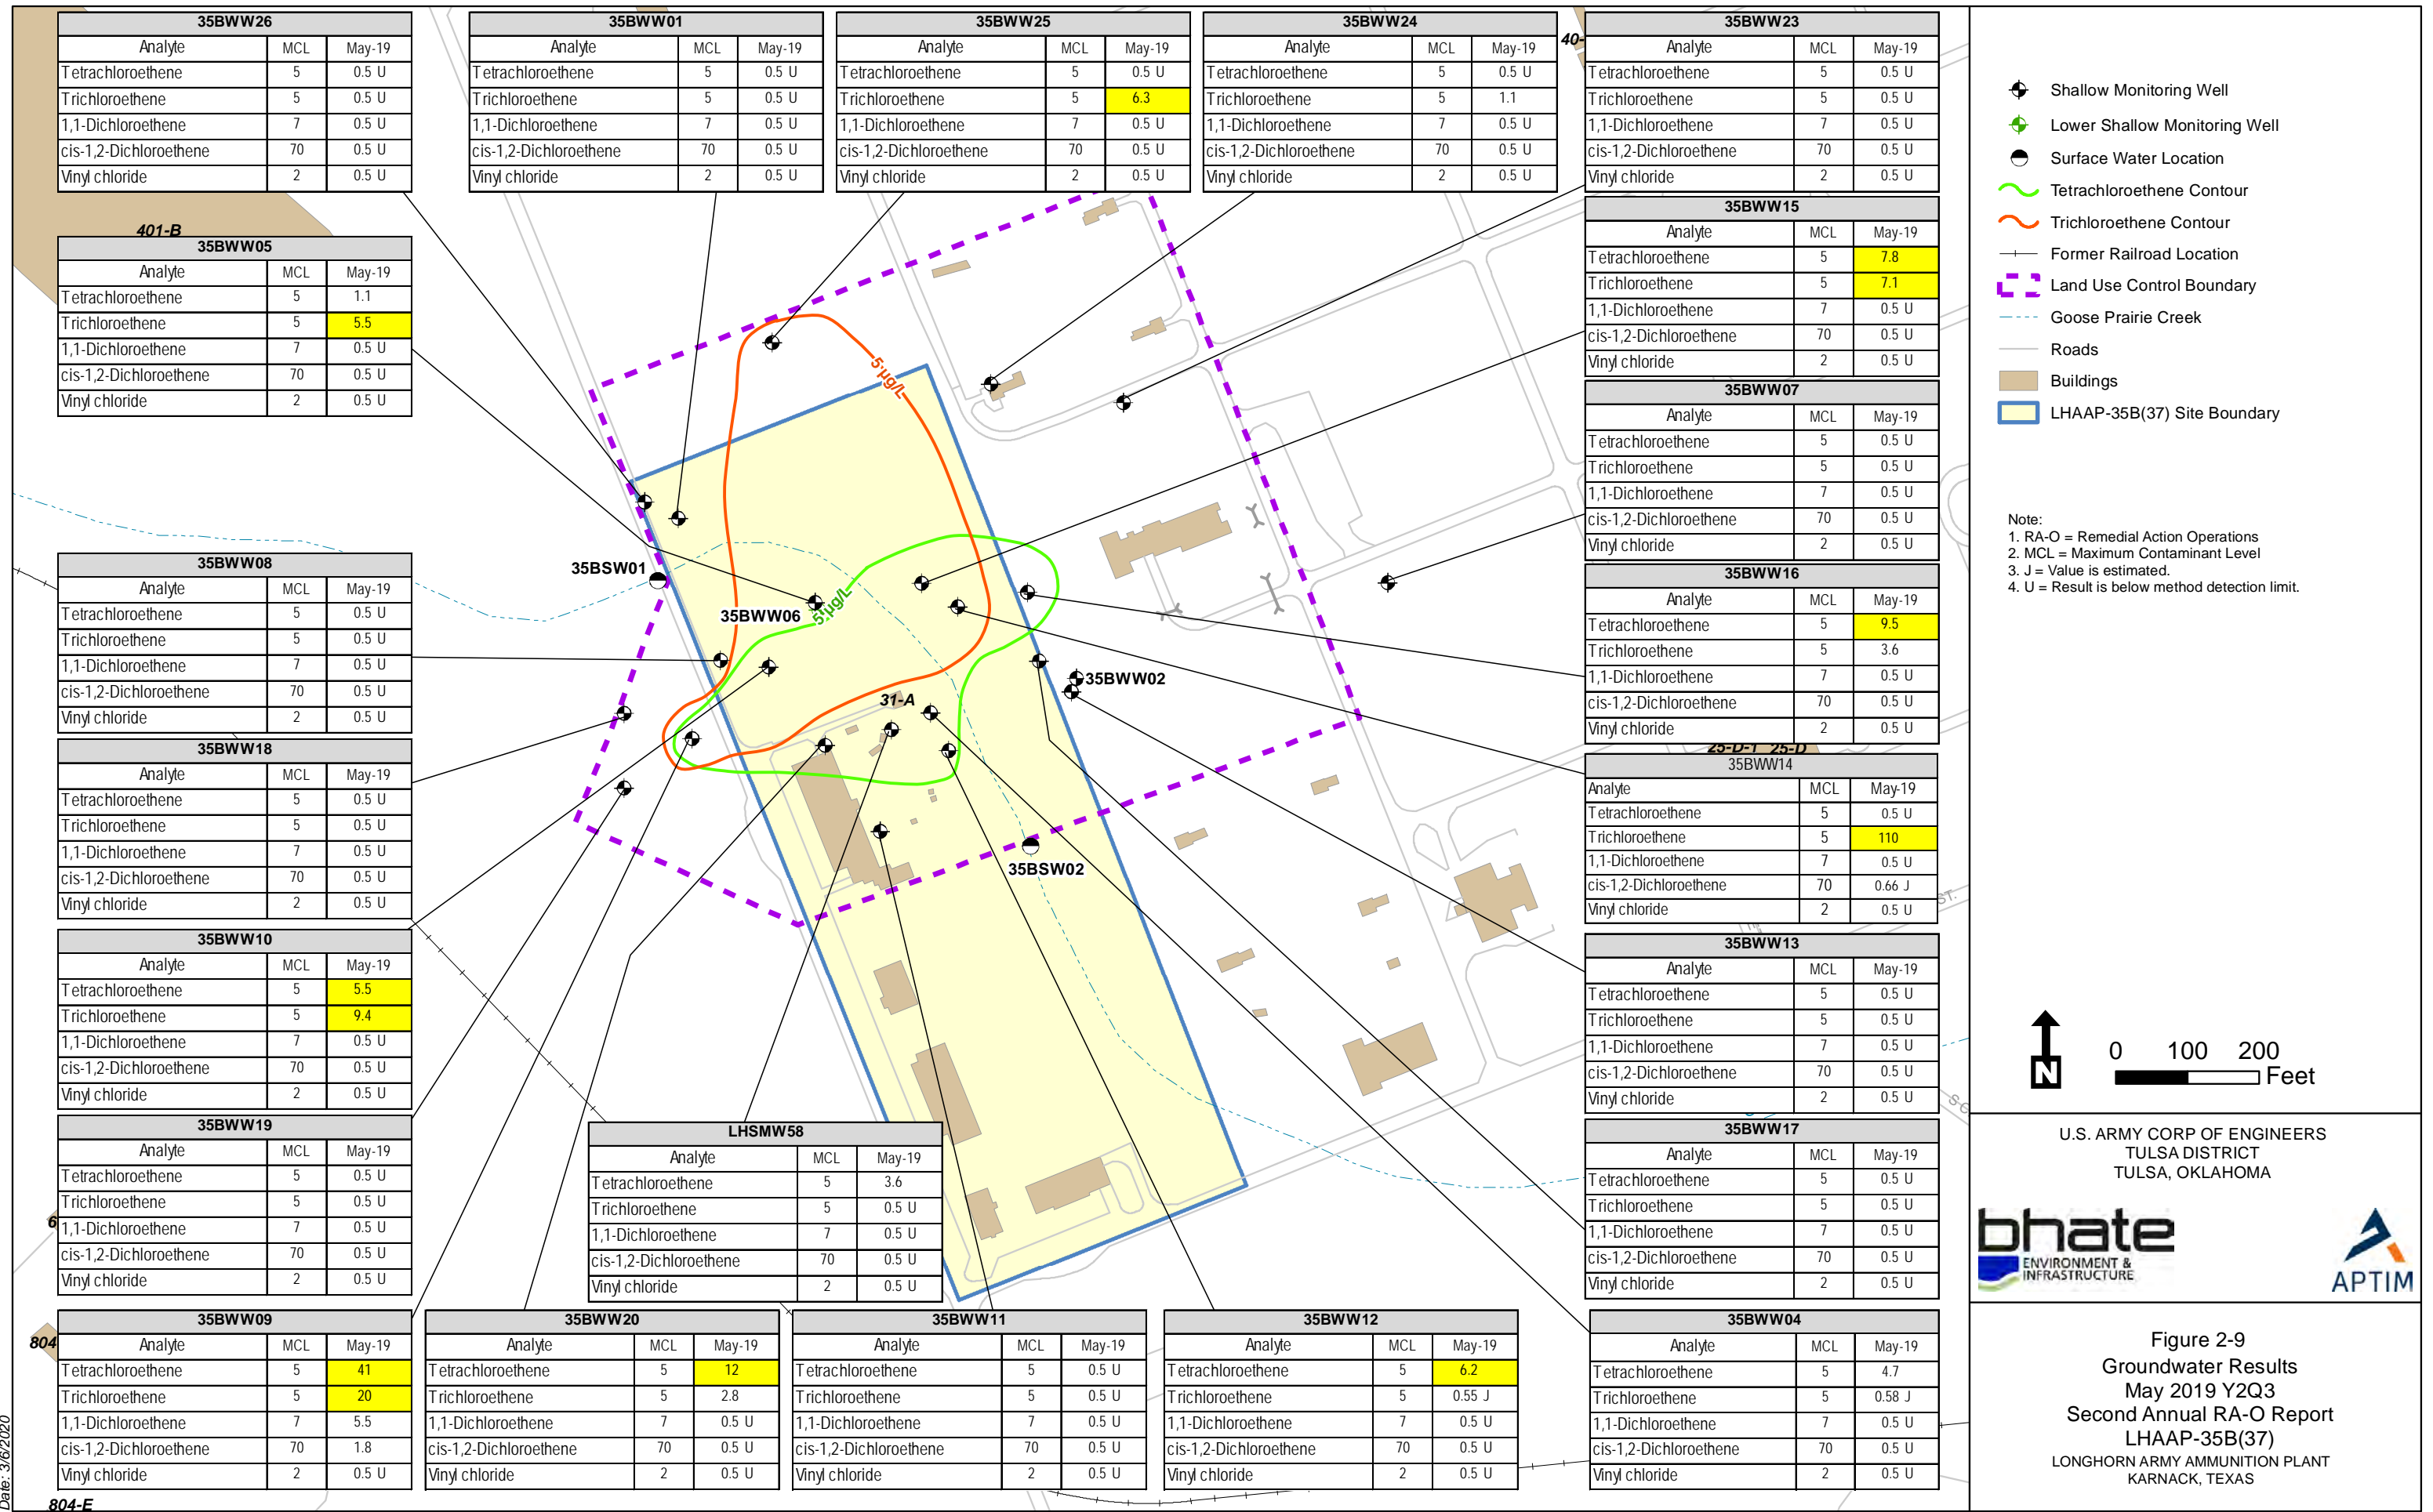 35BWW26
Analyte MCL May-19
Tetrachloroethene 5 0.5 U
Trichloroethene 5 0.5 U
1,1-Dichloroethene 7 0.5 U
cis-1,2-Dichloroethene 70 0.5 U
Vinyl chloride 2 0.5 U
35BWW01
Analyte MCL May-19
Tetrachloroethene 5 0.5 U
Trichloroethene 5 0.5 U
1,1-Dichloroethene 7 0.5 U
cis-1,2-Dichloroethene 70 0.5 U
Vinyl chloride 2 0.5 U
35BWW25
Analyte MCL May-19
Tetrachloroethene 5 0.5 U
Trichloroethene 5 6.3
1,1-Dichloroethene 7 0.5 U
cis-1,2-Dichloroethene 70 0.5 U
Vinyl chloride 2 0.5 U
35BWW24
Analyte MCL May-19
Tetrachloroethene 5 0.5 U
Trichloroethene 5 1.1
1,1-Dichloroethene 7 0.5 U
cis-1,2-Dichloroethene 70 0.5 U
Vinyl chloride 2 0.5 U
40-
35BWW23
Analyte MCL May-19
Tetrachloroethene 5 0.5 U
Trichloroethene 5 0.5 U
1,1-Dichloroethene 7 0.5 U
cis-1,2-Dichloroethene 70 0.5 U
Vinyl chloride 2 0.5 U
401-B
35BWW05
Analyte MCL May-19
Tetrachloroethene 5 1.1
Trichloroethene 5 5.5
1,1-Dichloroethene 7 0.5 U
cis-1,2-Dichloroethene 70 0.5 U
Vinyl chloride 2 0.5 U
35BWW15
Analyte MCL May-19
Tetrachloroethene 5 7.8
Trichloroethene 5 7.1
1,1-Dichloroethene 7 0.5 U
cis-1,2-Dichloroethene 70 0.5 U
Vinyl chloride 2 0.5 U
35BWW07
Analyte MCL May-19
Tetrachloroethene 5 0.5 U
Trichloroethene 5 0.5 U
1,1-Dichloroethene 7 0.5 U
cis-1,2-Dichloroethene 70 0.5 U
Vinyl chloride 2 0.5 U
35BWW08
Analyte MCL May-19
Tetrachloroethene 5 0.5 U
Trichloroethene 5 0.5 U
1,1-Dichloroethene 7 0.5 U
cis-1,2-Dichloroethene 70 0.5 U
Vinyl chloride 2 0.5 U
35BWW16
Analyte MCL May-19
Tetrachloroethene 5 9.5
Trichloroethene 5 3.6
1,1-Dichloroethene 7 0.5 U
cis-1,2-Dichloroethene 70 0.5 U
Vinyl chloride 2 0.5 U
5 µg/L
35BSW01
35BWW06
5 µg/L
35BWW02
31-A
35BSW02
25-D-1 25-D
35BWW18
Analyte MCL May-19
Tetrachloroethene 5 0.5 U
Trichloroethene 5 0.5 U
1,1-Dichloroethene 7 0.5 U
cis-1,2-Dichloroethene 70 0.5 U
Vinyl chloride 2 0.5 U
35BWW14
Analyte MCL May-19
Tetrachloroethene 5 0.5 U
Trichloroethene 5 110
1,1-Dichloroethene 7 0.5 U
cis-1,2-Dichloroethene 70 0.66 J
Vinyl chloride 2 0.5 U
ST.
35BWW10
Analyte MCL May-19
Tetrachloroethene 5 5.5
Trichloroethene 5 9.4
1,1-Dichloroethene 7 0.5 U
cis-1,2-Dichloroethene 70 0.5 U
Vinyl chloride 2 0.5 U
35BWW13
Analyte MCL May-19
Tetrachloroethene 5 0.5 U
Trichloroethene 5 0.5 U
1,1-Dichloroethene 7 0.5 U
cis-1,2-Dichloroethene 70 0.5 U
Vinyl chloride 2 0.5 U
35BWW19
Analyte MCL May-19
Tetrachloroethene 5 0.5 U
Trichloroethene 5 0.5 U
1,1-Dichloroethene 7 0.5 U
cis-1,2-Dichloroethene 70 0.5 U
Vinyl chloride 2 0.5 U
6
LHSMW58
Analyte MCL May-19
Tetrachloroethene 5 3.6
Trichloroethene 5 0.5 U
1,1-Dichloroethene 7 0.5 U
cis-1,2-Dichloroethene 70 0.5 U
Vinyl chloride 2 0.5 U
35BWW17
Analyte MCL May-19
Tetrachloroethene 5 0.5 U
Trichloroethene 5 0.5 U
1,1-Dichloroethene 7 0.5 U
cis-1,2-Dichloroethene 70 0.5 U
Vinyl chloride 2 0.5 U
804
35BWW09
Analyte MCL May-19
Tetrachloroethene 5 41
Trichloroethene 5 20
1,1-Dichloroethene 7 5.5
cis-1,2-Dichloroethene 70 1.8
Vinyl chloride 2 0.5 U
35BWW20
Analyte MCL May-19
Tetrachloroethene 5 12
Trichloroethene 5 2.8
1,1-Dichloroethene 7 0.5 U
cis-1,2-Dichloroethene 70 0.5 U
Vinyl chloride 2 0.5 U
35BWW11
Analyte MCL May-19
Tetrachloroethene 5 0.5 U
Trichloroethene 5 0.5 U
1,1-Dichloroethene 7 0.5 U
cis-1,2-Dichloroethene 70 0.5 U
Vinyl chloride 2 0.5 U
35BWW12
Analyte MCL May-19
Tetrachloroethene 5 6.2
Trichloroethene 5 0.55 J
1,1-Dichloroethene 7 0.5 U
cis-1,2-Dichloroethene 70 0.5 U
Vinyl chloride 2 0.5 U
35BWW04
Analyte MCL May-19
Tetrachloroethene 5 4.7
Trichloroethene 5 0.58 J
1,1-Dichloroethene 7 0.5 U
cis-1,2-Dichloroethene 70 0.5 U
Vinyl chloride 2 0.5 U
804-E
Date: 3/6/2020
Shallow Monitoring Well
Lower Shallow Monitoring Well
Surface Water Location
Tetrachloroethene Contour
Trichloroethene Contour
Former Railroad Location
Land Use Control Boundary
Goose Prairie Creek
Roads
Buildings
LHAAP-35B(37) Site Boundary
Note:
1. RA-O = Remedial Action Operations
2. MCL = Maximum Contaminant Level
3. J = Value is estimated.
4. U = Result is below method detection limit.
N
0 100 200
Feet
U.S. ARMY CORP OF ENGINEERS
TULSA DISTRICT
TULSA, OKLAHOMA
bhate
ENVIRONMENT &
INFRASTRUCTURE
APTIM
Figure 2-9
Groundwater Results
May 2019 Y2Q3
Second Annual RA-O Report
LHAAP-35B(37)
LONGHORN ARMY AMMUNITION PLANT
KARNACK, TEXAS